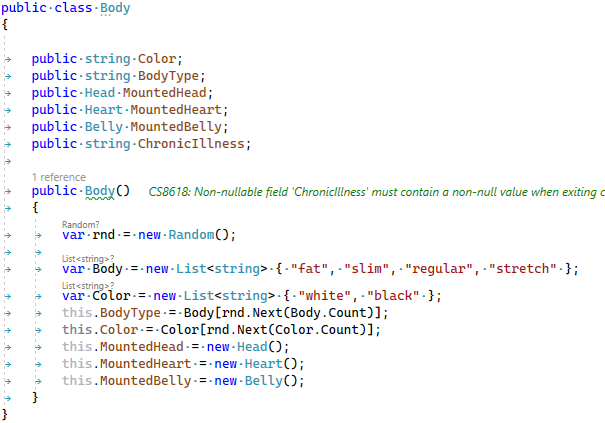 public class Body
{
public string Color;
public string BodyType;
public Head MountedHead;
public Heart MountedHeart;
public Belly MountedBelly;
public string ChronicIllness;
1 reference
public Body() CS8618: Non-nullable field 'ChronicIllness' must contain a non-null value when exiting c
{
Random?
var rnd = new Random();
List<string>?
var Body = new List<string> { "fat", "slim", "regular", "stretch" };
List<string>?
var Color = new List<string> { "white", "black" };
this.BodyType = Body[rnd.Next(Body.Count)];
this.Color = Color[rnd.Next(Color.Count)];
this.MountedHead = new Head();
this.MountedHeart = new Heart();
this.MountedBelly = new Belly();
}
}